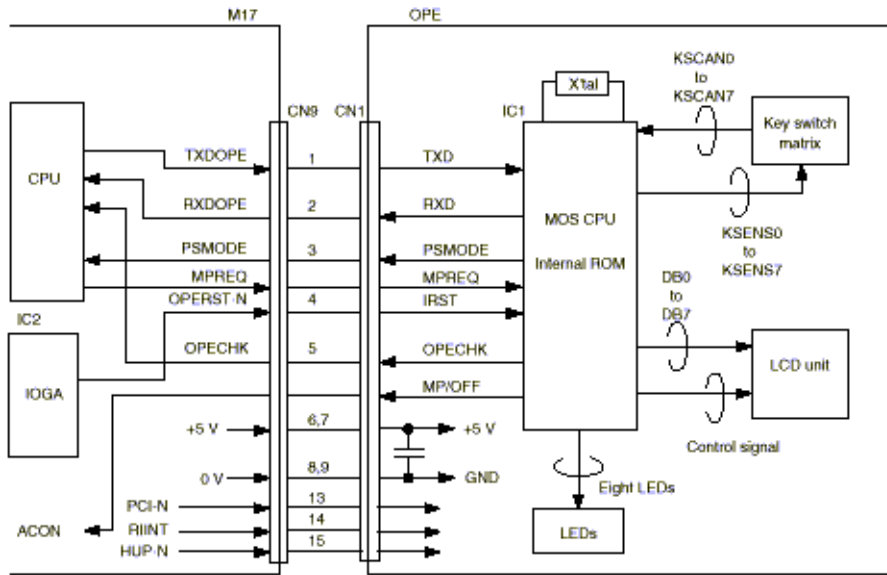 M17
OPE
CN9
CN1
IC1
X'tal
KSCAN0
to
KSCAN7
Key switch
matrix
CPU
TXDOPE
1
TXD
RXDOPE
2
RXD
MOS CPU
Internal ROM
KSENS0
to
KSENS7
PSMODE
3
PSMODE
MPREQ
MPREQ
OPERST-N
4
IRST
DB0
to
DB7
IC2
OPECHK
5
OPECHK
LCD unit
IOGA
MP/OFF
+5 V
6,7
+5 V
Control signal
0 V
8,9
GND
Eight LEDs
PCI-N
13
ACON
RIINT
14
LEDs
HUP-N
15